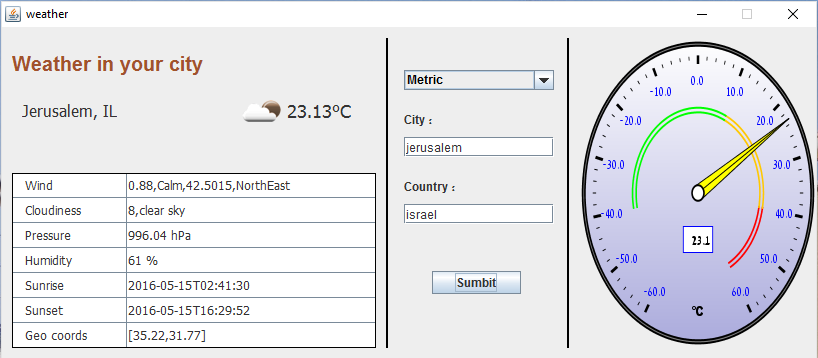 weather
Weather in your city
Jerusalem, IL 23.13°C
Wind 0.88,Calm,42.5015,NorthEast
Cloudiness 8,clear sky
Pressure 996.04 hPa
Humidity 61 %
Sunrise 2016-05-15T02:41:30
Sunset 2016-05-15T16:29:52
Geo coords [35.22,31.77]
Metric
City :
jerusalem
Country :
israel
Sumbit
0.0
-10.0 10.0
-20.0 20.0
-30.0 30.0
-40.0 40.0
-50.0 50.0
-60.0 60.0
23.1
°C